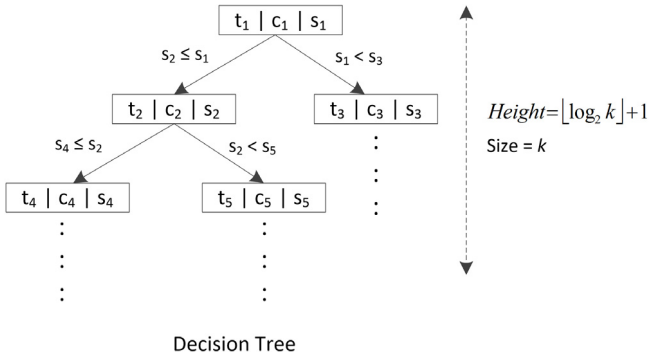 t₁ | c₁ | s₁
s₂ ≤ s₁
s₁ < s₃
t₂ | c₂ | s₂
t₃ | c₃ | s₃
Height=⌊log₂ k⌋+1
Size = k
s₄ ≤ s₂
s₂ < s₅
t₄ | c₄ | s₄
t₅ | c₅ | s₅
Decision Tree